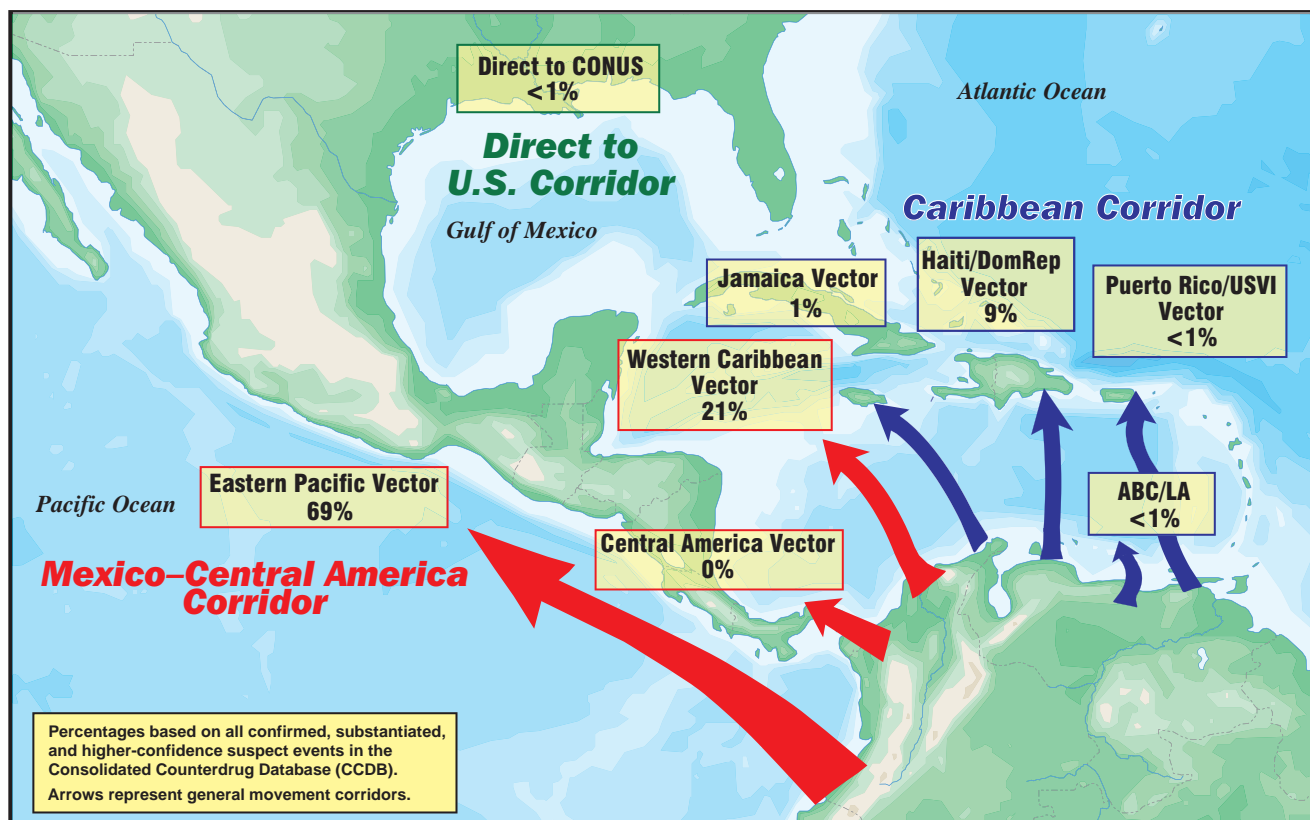 Direct to CONUS
<1%
Atlantic Ocean
Direct to
U.S. Corridor
Gulf of Mexico
Caribbean Corridor
Jamaica Vector
1%
Haiti/DomRep
Vector
9%
Puerto Rico/USVI
Vector
<1%
Western Caribbean
Vector
21%
Eastern Pacific Vector
69%
Pacific Ocean
ABC/LA
<1%
Central America Vector
0%
Mexico–Central America
Corridor
Percentages based on all confirmed, substantiated,
and higher-confidence suspect events in the
Consolidated Counterdrug Database (CCDB).
Arrows represent general movement corridors.